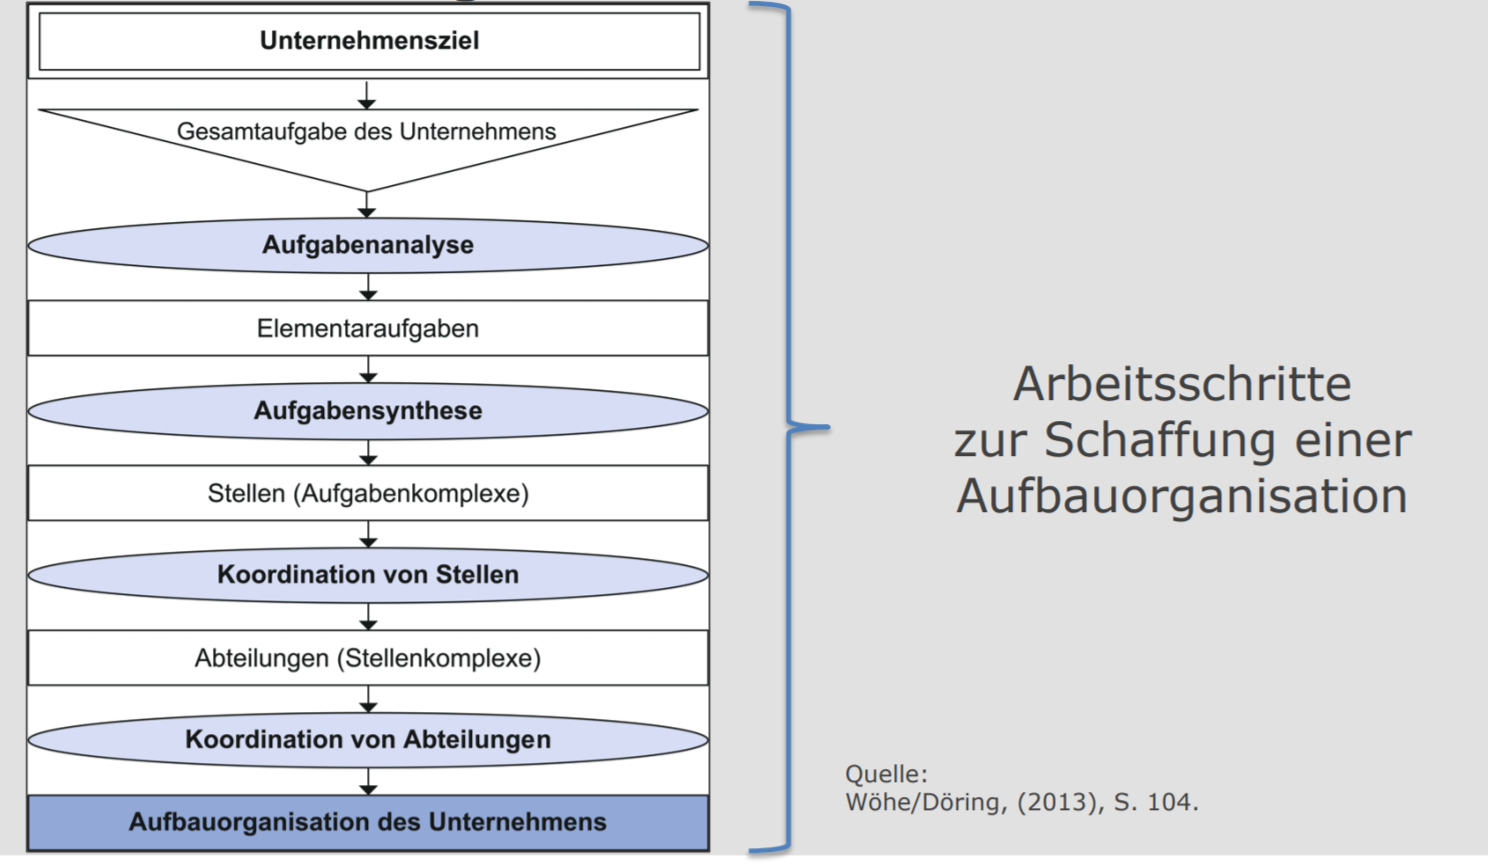 Unternehmensziel
Gesamtaufgabe des Unternehmens
Aufgabenanalyse
Elementaraufgaben
Aufgabensynthese
Stellen (Aufgabenkomplexe)
Koordination von Stellen
Abteilungen (Stellenkomplexe)
Koordination von Abteilungen
Aufbauorganisation des Unternehmens
Arbeitsschritte
zur Schaffung einer
Aufbauorganisation
Quelle:
Wöhe/Döring, (2013), S. 104.